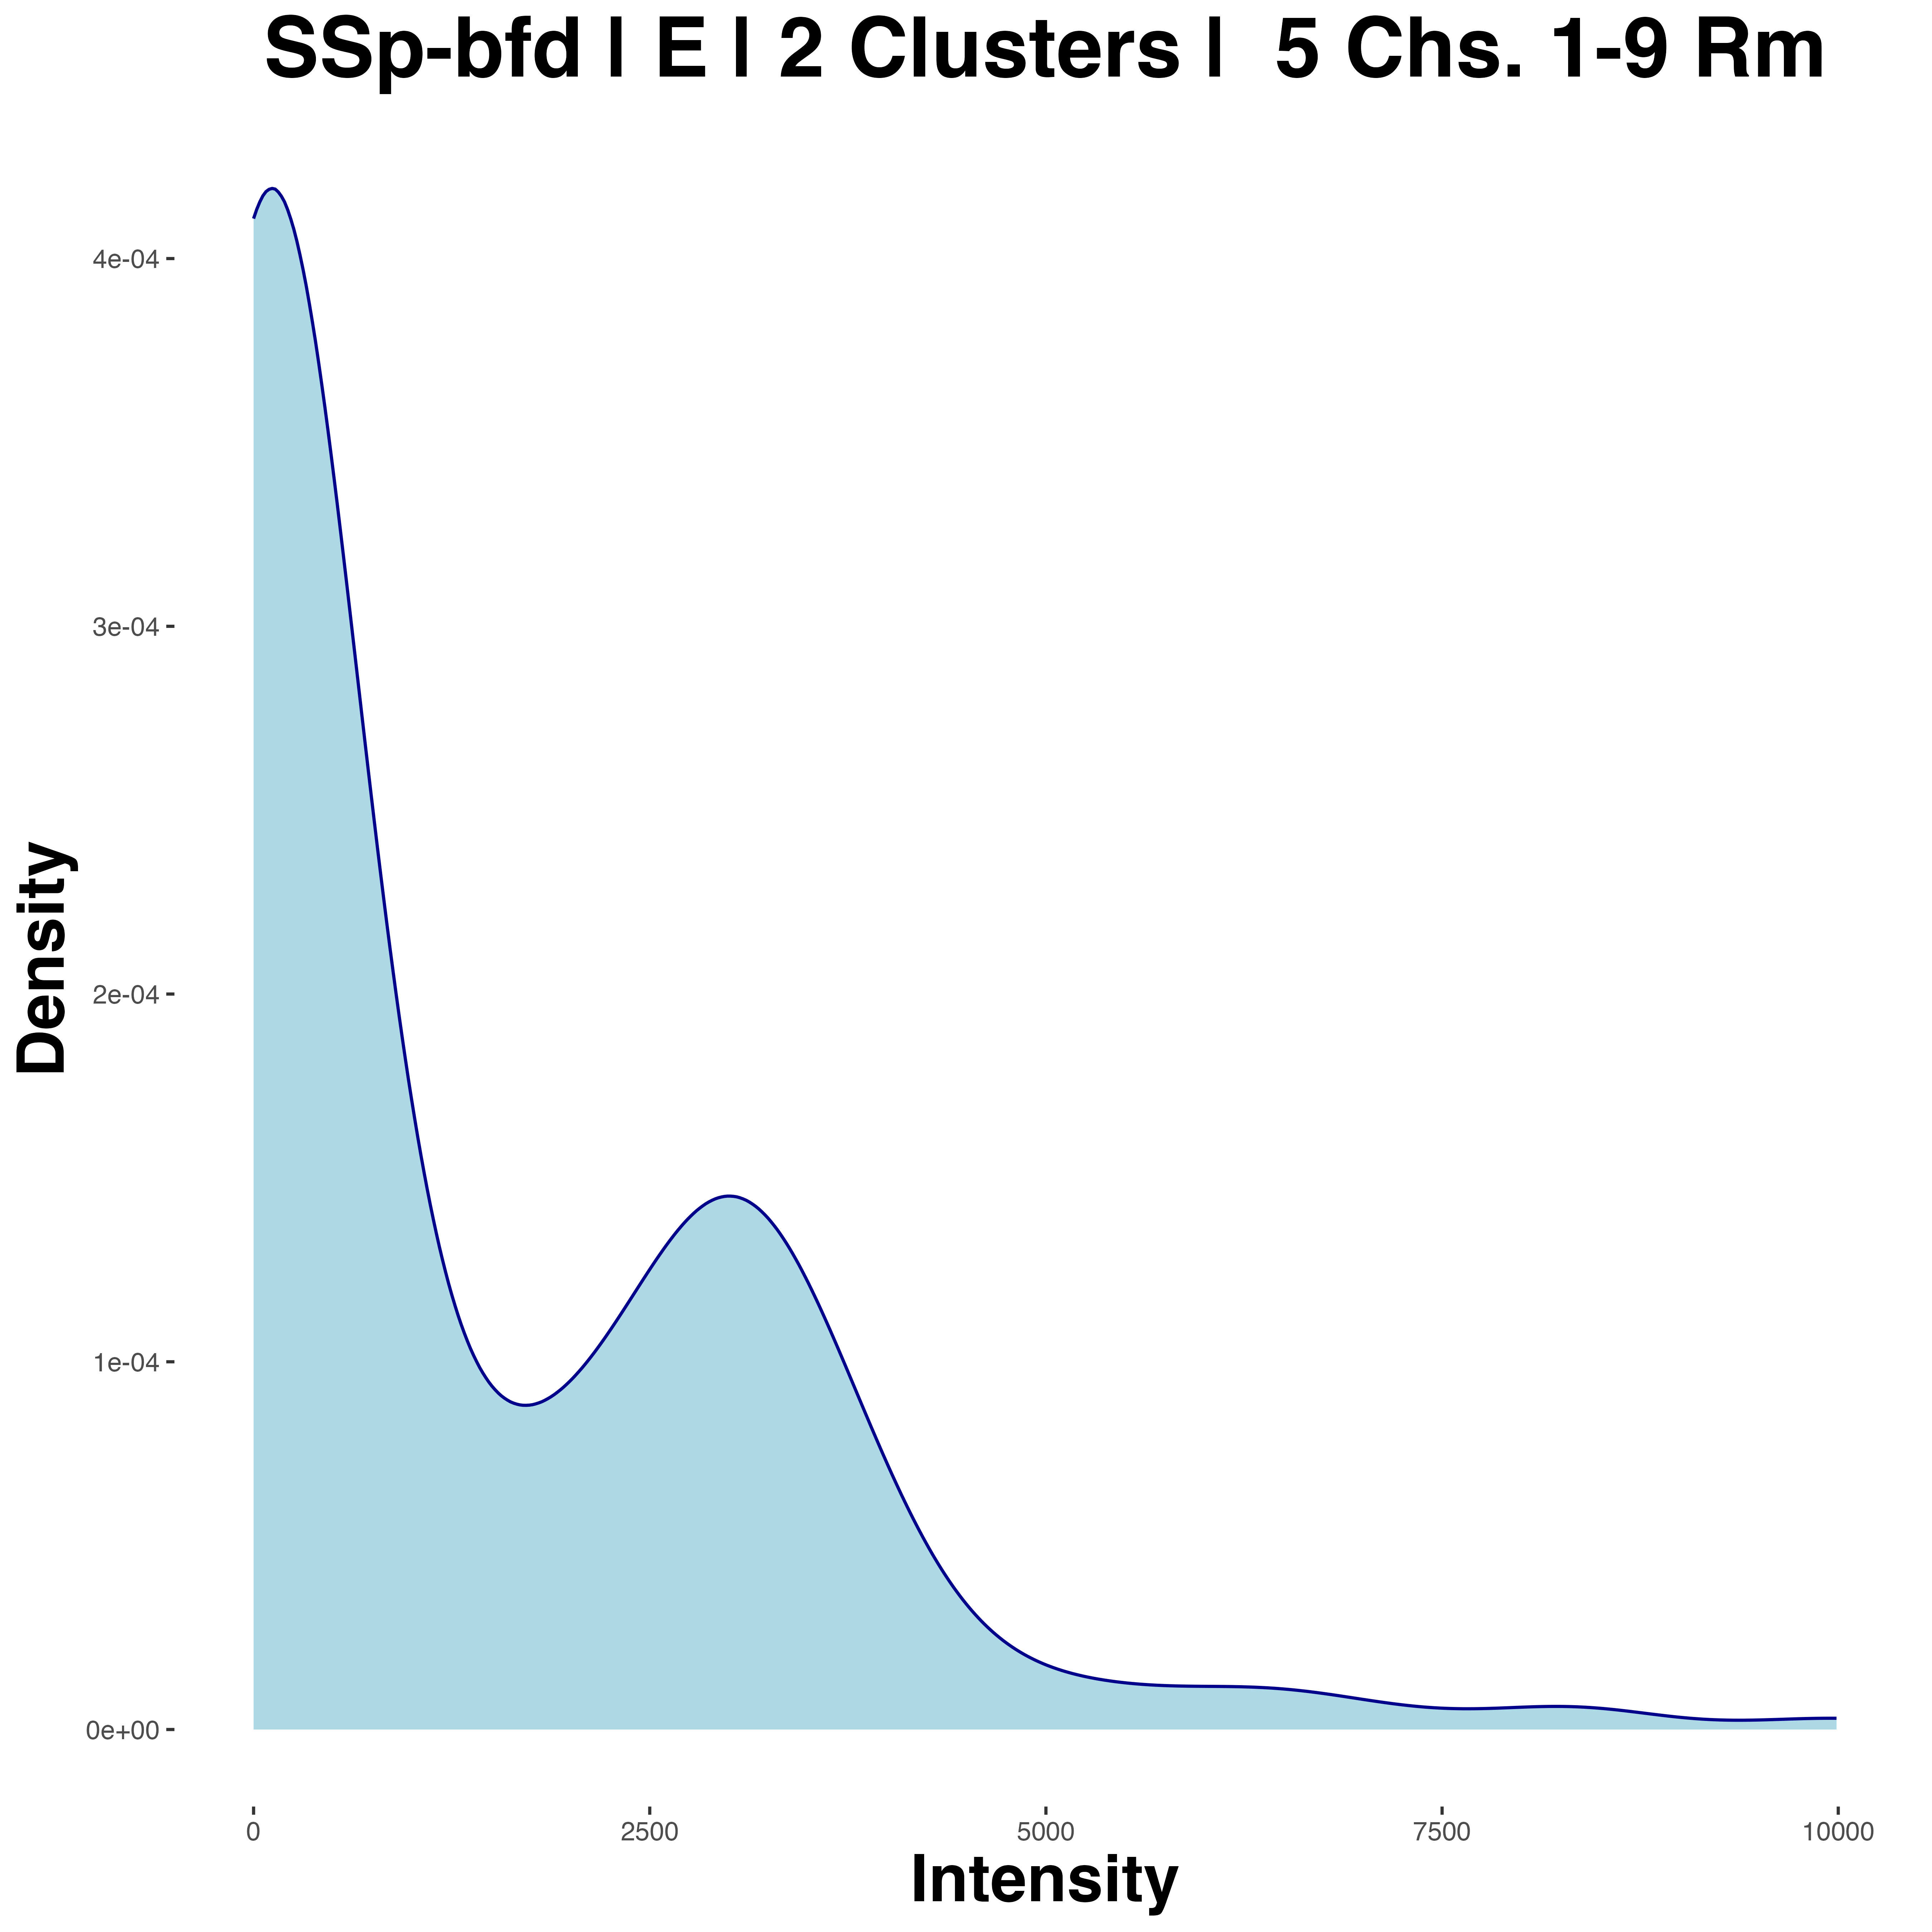 SSp-bfd | E | 2 Clusters |  5 Chs. 1-9 Rm
4e-04
3e-04
2e-04
1e-04
0e+00
Density
0
2500
5000
7500
10000
Intensity